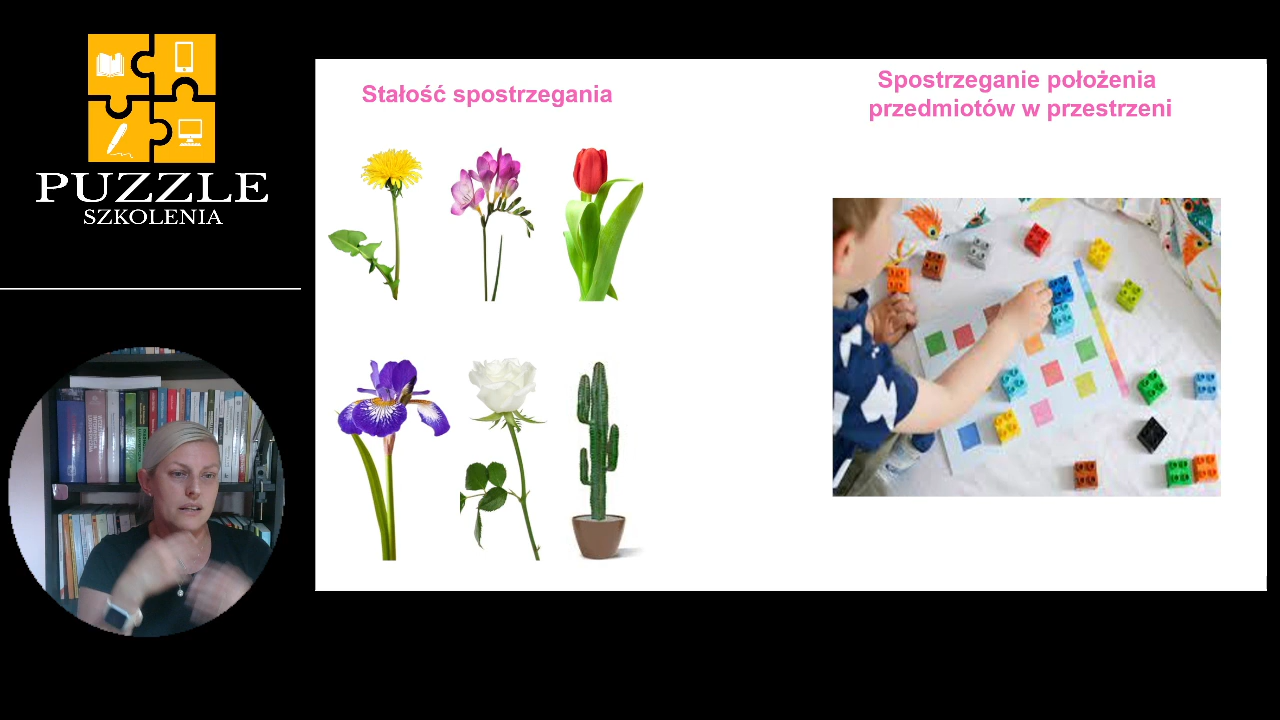 PUZZLE
SZKOLENIA
Stałość spostrzegania
Spostrzeganie położenia
przedmiotów w przestrzeni